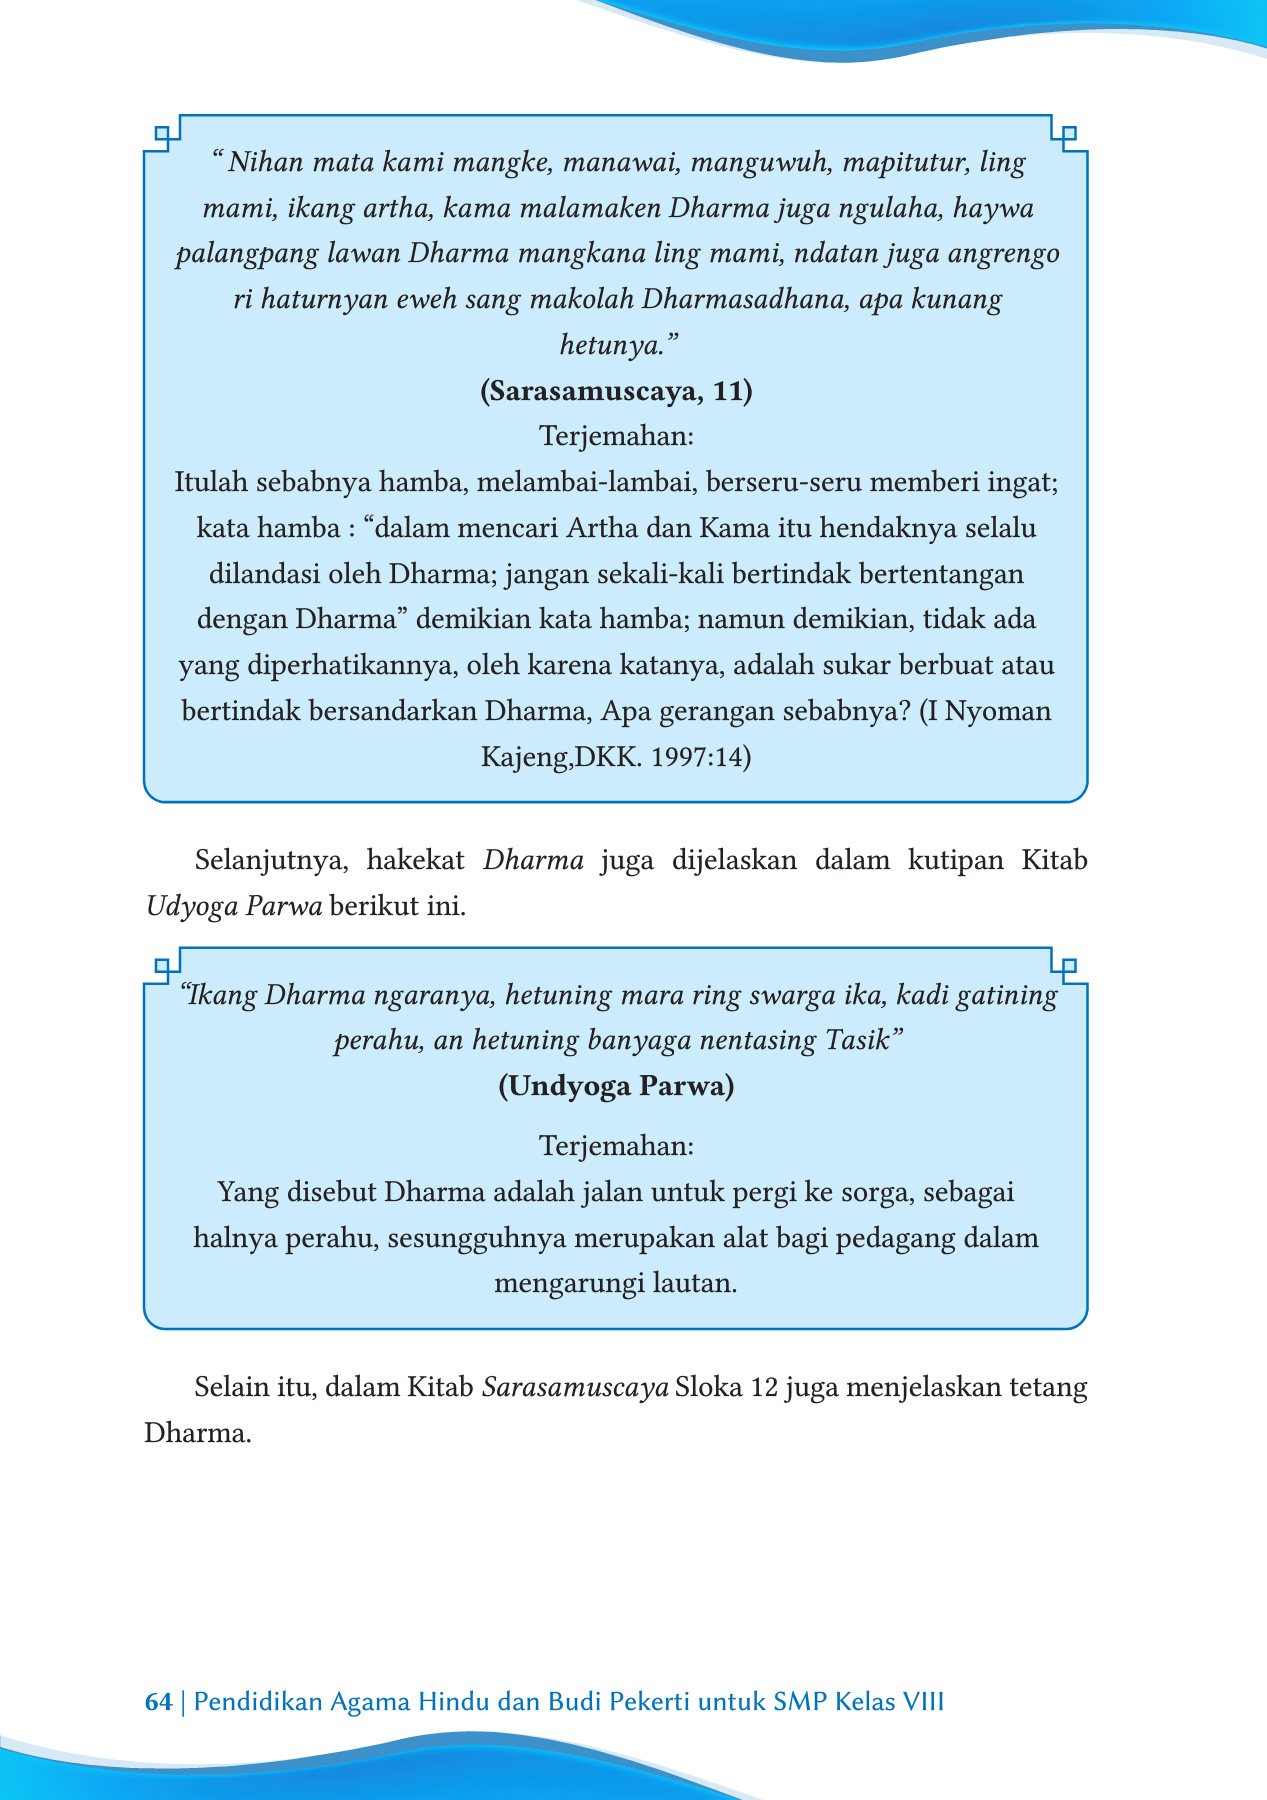 “ Nihan mata kami mangke, manawai, manguwuh, mapitutur, ling
mami, ikang artha, kama malamaken Dharma juga ngulaha, haywa
palangpang lawan Dharma mangkana ling mami, ndatan juga angrengo
ri haturnyan eweh sang makolah Dharmasadhana, apa kunang
hetunya.”
(Sarasamuscaya, 11)
Terjemahan:
Itulah sebabnya hamba, melambai-lambai, berseru-seru memberi ingat;
kata hamba : “dalam mencari Artha dan Kama itu hendaknya selalu
dilandasi oleh Dharma; jangan sekali-kali bertindak bertentangan
dengan Dharma” demikian kata hamba; namun demikian, tidak ada
yang diperhatikannya, oleh karena katanya, adalah sukar berbuat atau
bertindak bersandarkan Dharma, Apa gerangan sebabnya? (I Nyoman
Kajeng,DKK. 1997:14)
Selanjutnya, hakekat Dharma juga dijelaskan dalam kutipan Kitab
Udyoga Parwa berikut ini.
“Ikang Dharma ngaranya, hetuning mara ring swarga ika, kadi gatining
perahu, an hetuning banyaga nentasing Tasik”
(Undyoga Parwa)
Terjemahan:
Yang disebut Dharma adalah jalan untuk pergi ke sorga, sebagai
halnya perahu, sesungguhnya merupakan alat bagi pedagang dalam
mengarungi lautan.
Selain itu, dalam Kitab Sarasamuscaya Sloka 12 juga menjelaskan tetang
Dharma.
64 | Pendidikan Agama Hindu dan Budi Pekerti untuk SMP Kelas VIII